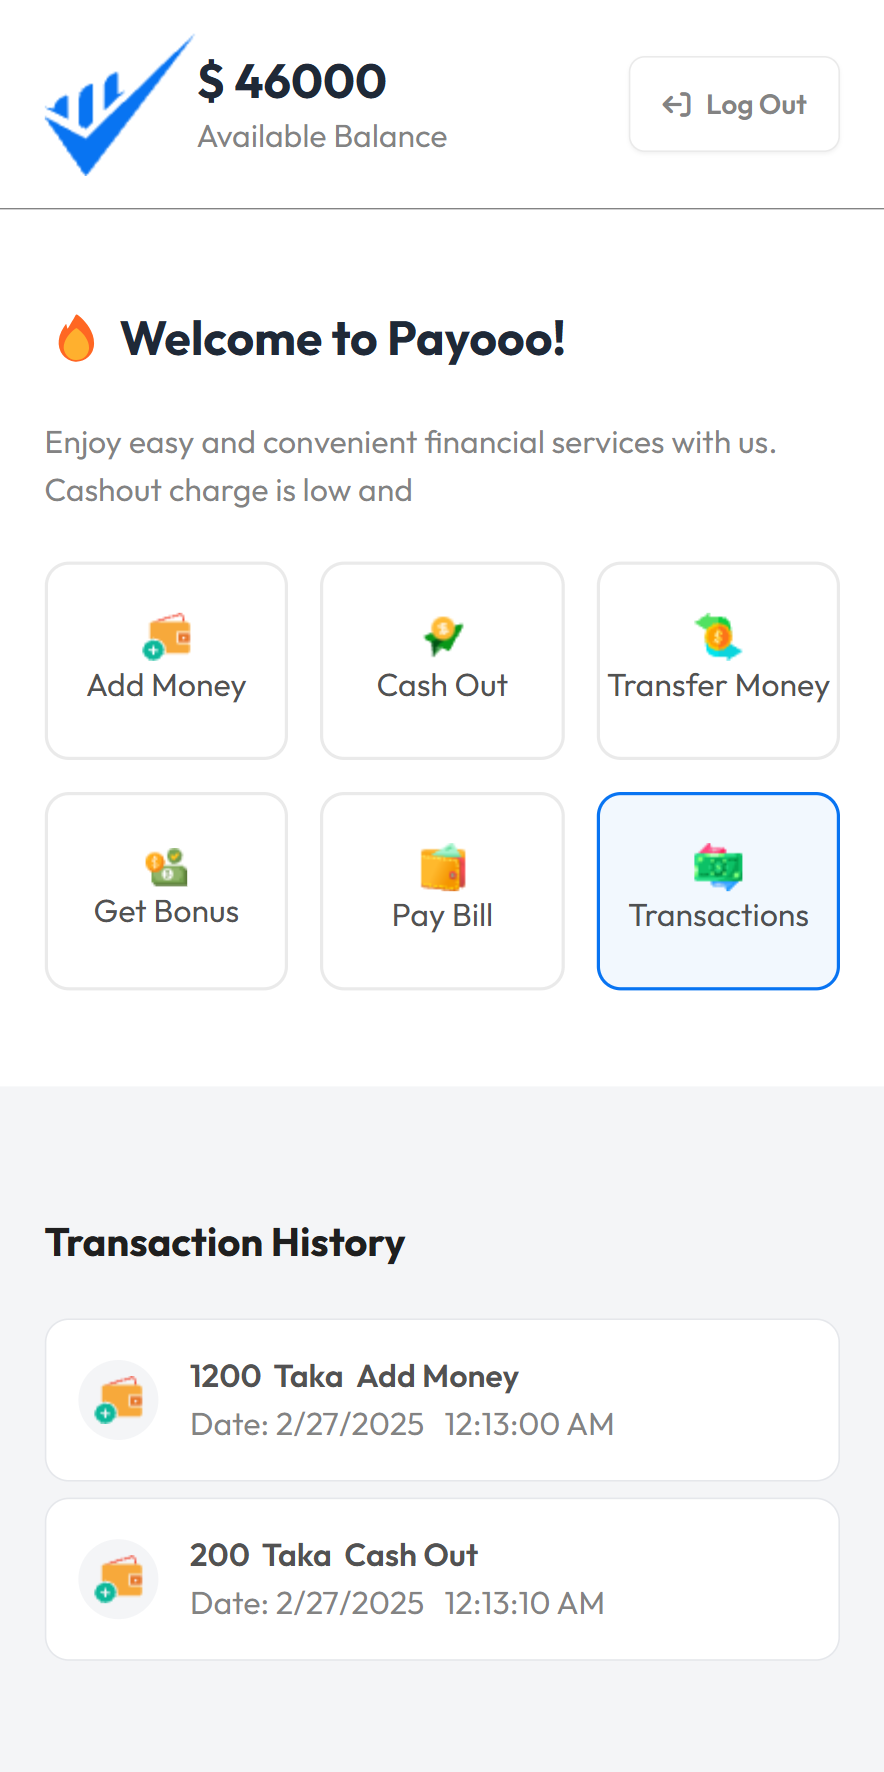 $ 46000
Available Balance
Log Out
Welcome to Payooo!
Enjoy easy and convenient financial services with us.
Cashout charge is low and
Add Money
Cash Out
Transfer Money
Get Bonus
Pay Bill
Transactions
Transaction History
1200 Taka Add Money
Date: 2/27/2025 12:13:00 AM
200 Taka Cash Out
Date: 2/27/2025 12:13:10 AM